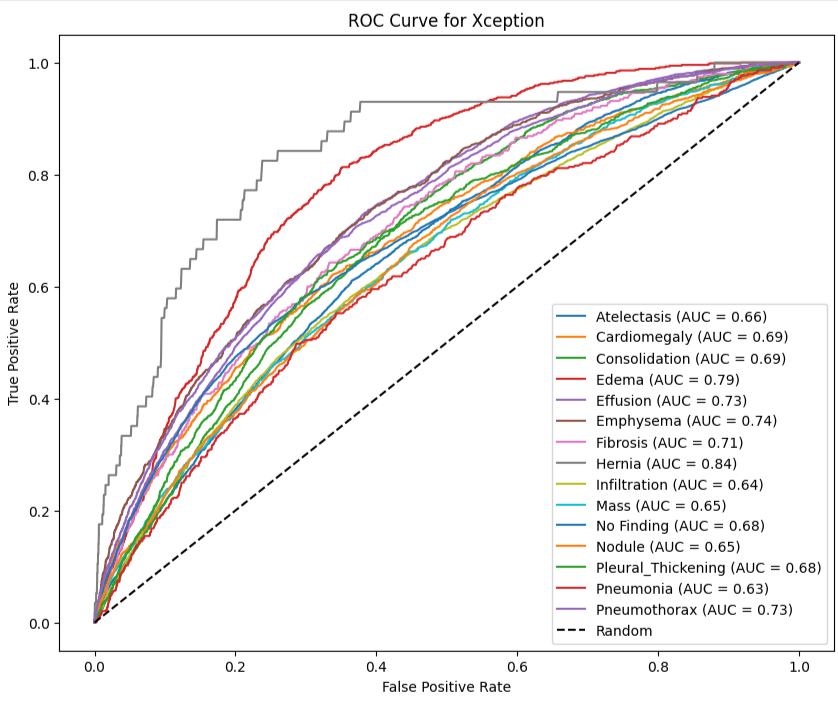 ROC Curve for Xception
True Positive Rate
1.0
0.8
0.6
0.4
0.2
0.0
Atelectasis (AUC = 0.66)
Cardiomegaly (AUC = 0.69)
Consolidation (AUC = 0.69)
Edema (AUC = 0.79)
Effusion (AUC = 0.73)
Emphysema (AUC = 0.74)
Fibrosis (AUC = 0.71)
Hernia (AUC = 0.84)
Infiltration (AUC = 0.64)
Mass (AUC = 0.65)
No Finding (AUC = 0.68)
Nodule (AUC = 0.65)
Pleural_Thickening (AUC = 0.68)
Pneumonia (AUC = 0.63)
Pneumothorax (AUC = 0.73)
Random
0.0 0.2 0.4 0.6 0.8 1.0
False Positive Rate